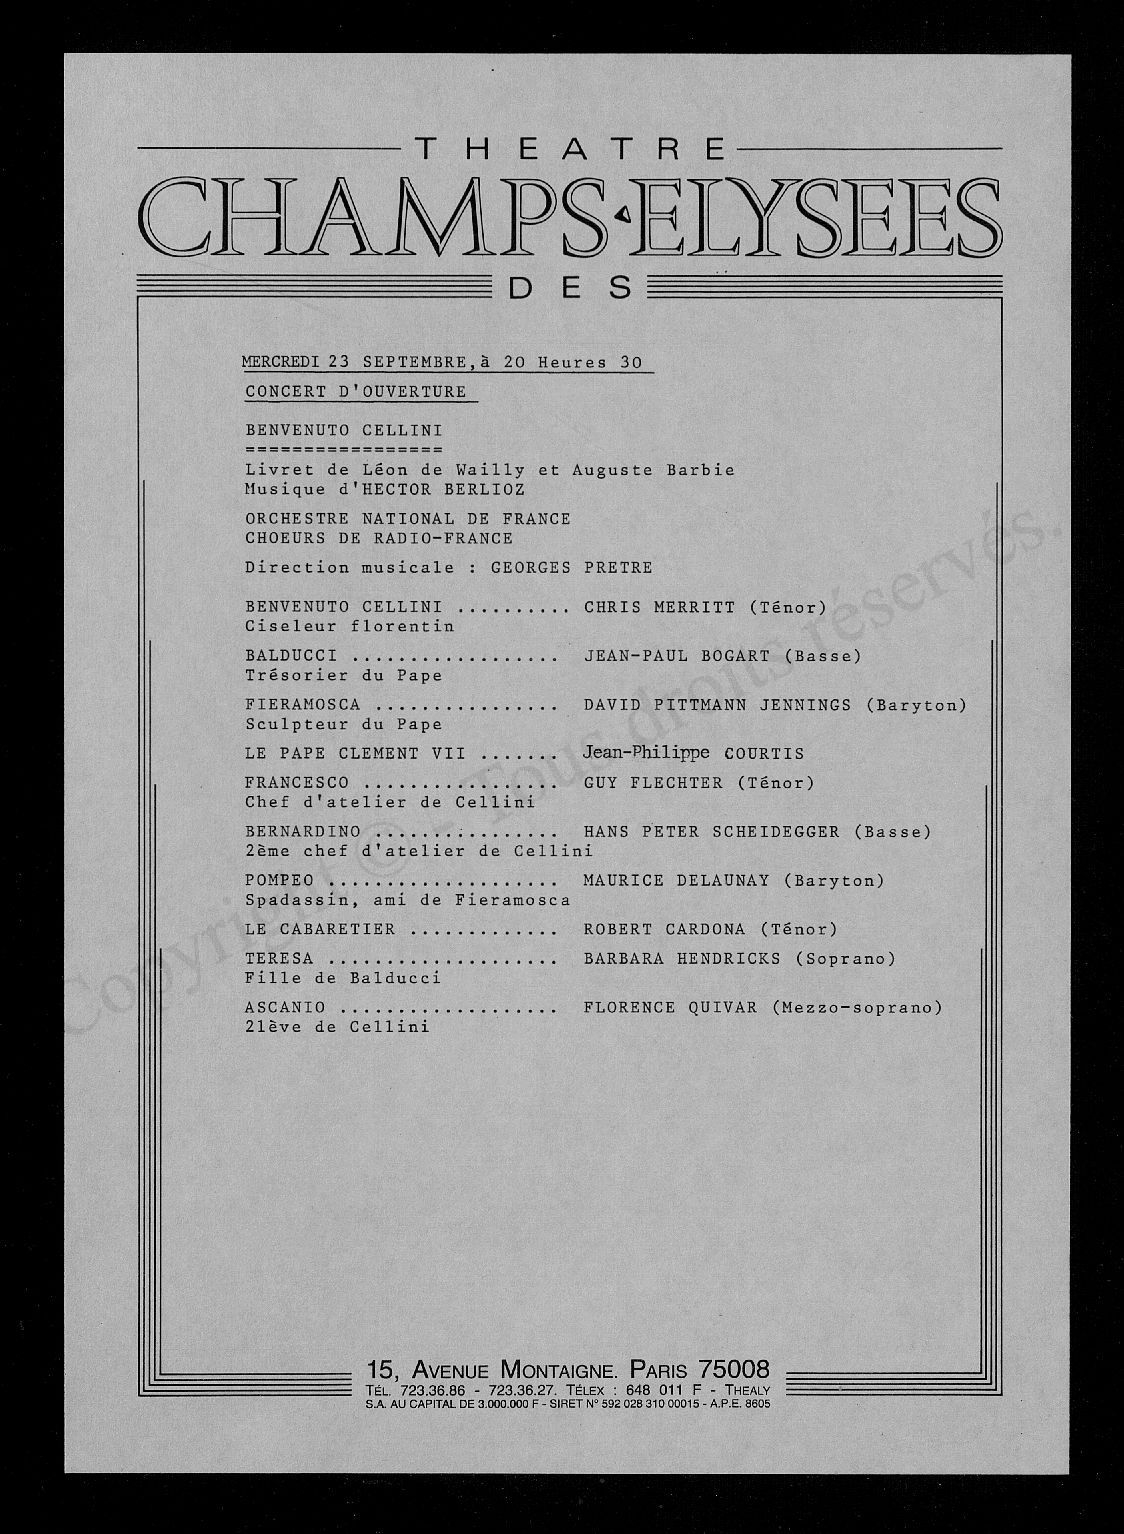 THEATRE
CHAMPS-ELYSEES
DES
MERCREDI 23 SEPTEMBRE, à 20 Heures 30
CONCERT D'OUVERTURE
BENVENUTO CELLINI
=================
Livret de Léon de Wailly et Auguste Barbie
Musique d'HECTOR BERLIOZ
ORCHESTRE NATIONAL DE FRANCE
CHOEURS DE RADIO-FRANCE
Direction musicale : GEORGES PRETRE
BENVENUTO CELLINI .......... CHRIS MERRITT (Ténor)
Ciseleur florentin
BALDUCCI .................. JEAN-PAUL BOGART (Basse)
Trésorier du Pape
FIERAMOSCA ................ DAVID PITTMANN JENNINGS (Baryton)
Sculpteur du Pape
LE PAPE CLEMENT VII ....... Jean-Philippe COURTIS
FRANCESCO ................. GUY FLECHTER (Ténor)
Chef d'atelier de Cellini
BERNARDINO ................ HANS PETER SCHEIDEGGER (Basse)
2ème chef d'atelier de Cellini
POMPEO .................... MAURICE DELAUNAY (Baryton)
Spadassin, ami de Fieramosca
LE CABARETIER ............. ROBERT CARDONA (Ténor)
TERESA .................... BARBARA HENDRICKS (Soprano)
Fille de Balducci
ASCANIO ................... FLORENCE QUIVAR (Mezzo-soprano)
21ève de Cellini
Copyright © - Tous droits réservés.
15, AVENUE MONTAIGNE. PARIS 75008
TÉL. 723.36.86 - 723.36.27. TÉLEX : 648 011 F - THEALY
S.A. AU CAPITAL DE 3.000.000 F - SIRET N° 592 028 310 00015 - A.P.E. 8605